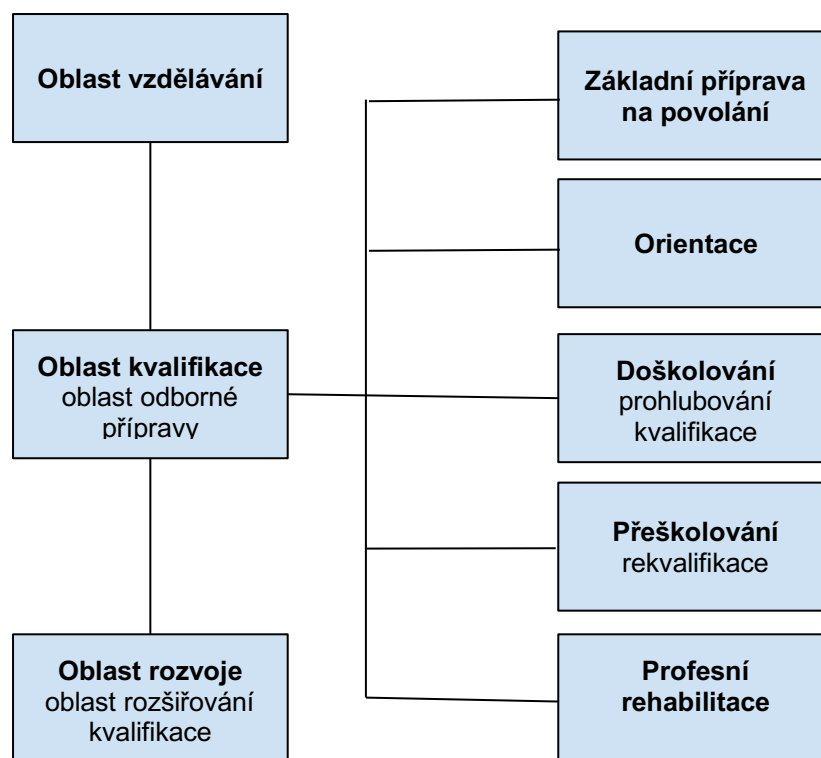 Oblast vzdělávání
Oblast kvalifikace
oblast odborné
přípravy
Oblast rozvoje
oblast rozšiřování
kvalifikace
Základní příprava
na povolání
Orientace
Doškolování
prohlubování
kvalifikace
Přeškolování
rekvalifikace
Profesní
rehabilitace